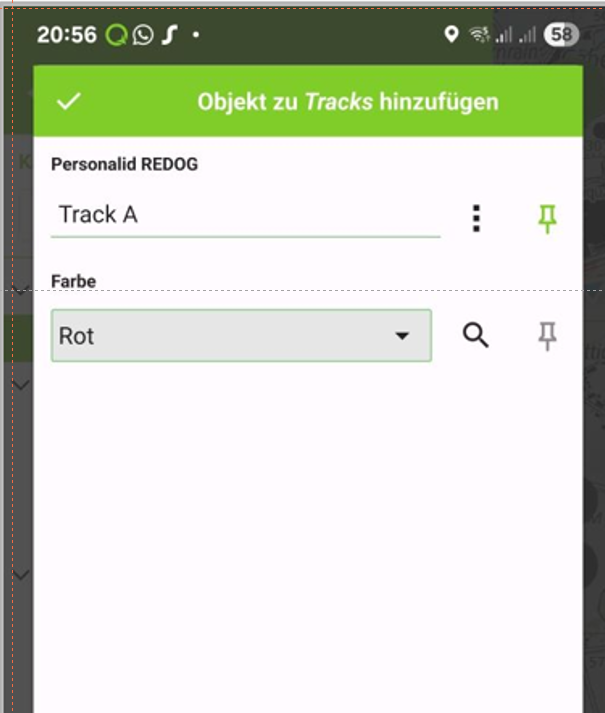 20:56
58
Objekt zu Tracks hinzufügen
K
Personalid REDOG
Track A
Farbe
Rot